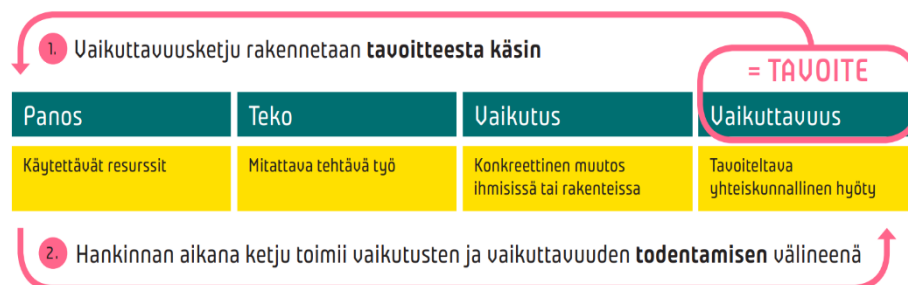 1. Vaikuttavuusketju rakennetaan tavoitteesta käsin
= TAVOITE
Panos
Teko
Vaikutus
Vaikuttavuus
Käytettävät resurssit
Mitattava tehtävä työ
Konkreettinen muutos
ihmisissä tai rakenteissa
Tavoiteltava
yhteiskunnallinen hyöty
2. Hankinnan aikana ketju toimii vaikutusten ja vaikuttavuuden todentamisen välineenä